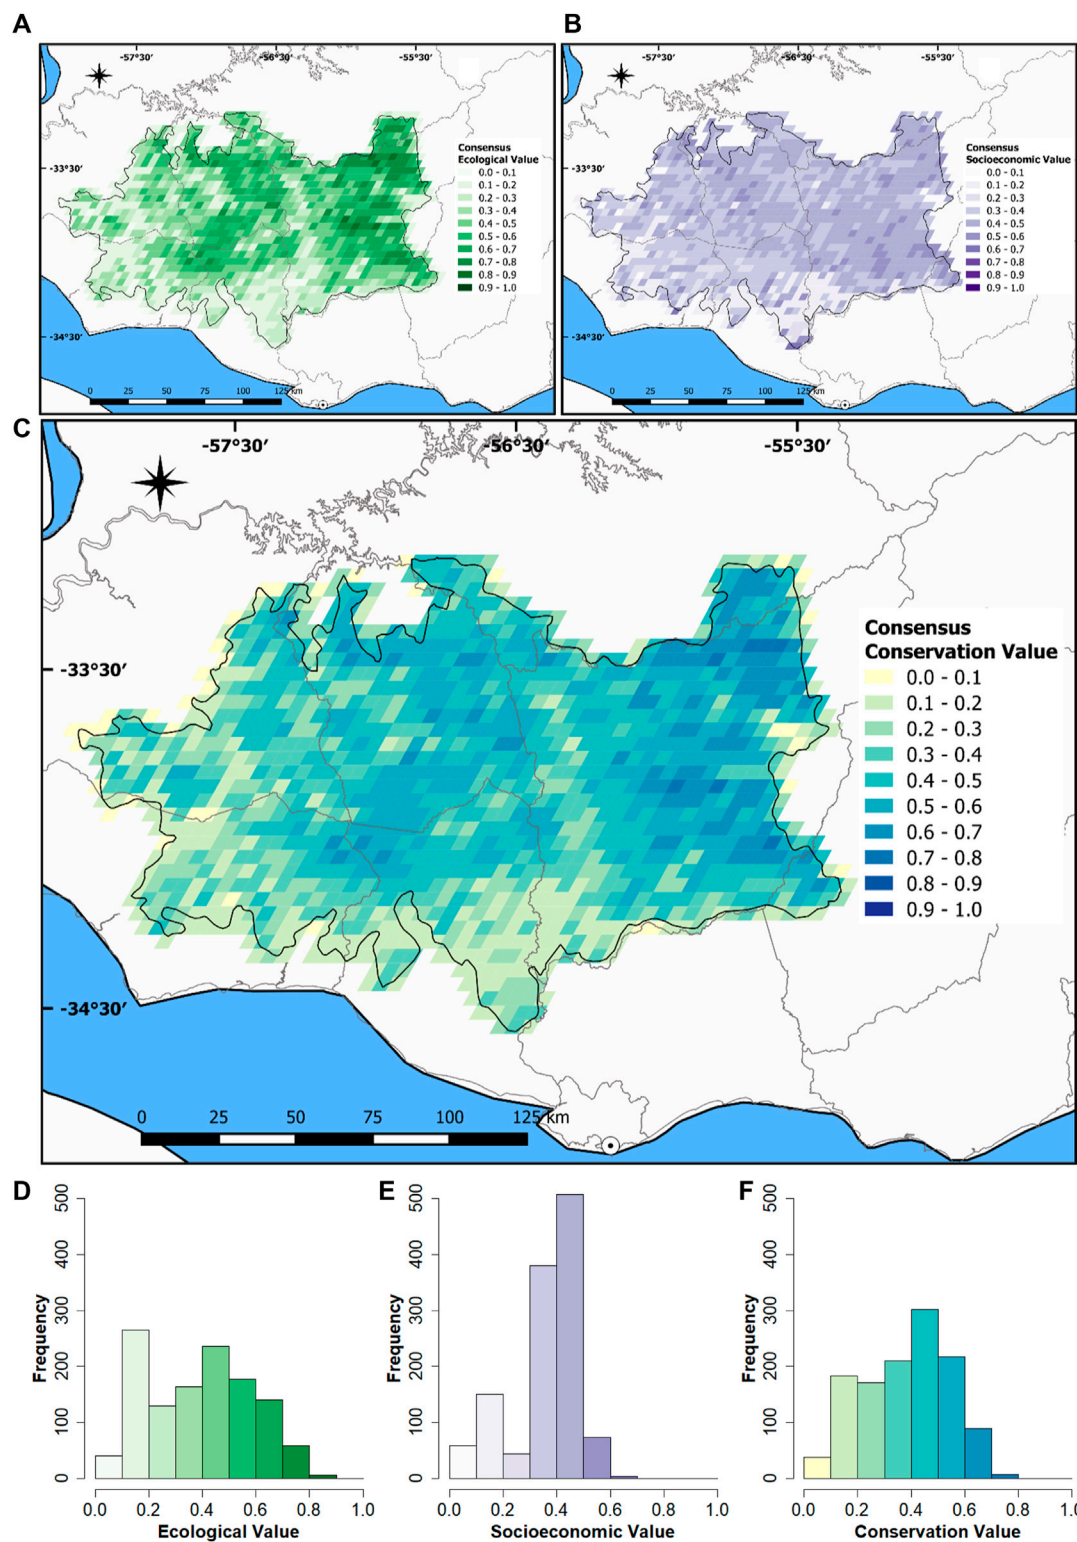 A
B
-57°30′ -56°30′ -55°30′
-57°30′ -56°30′ -55°30′
Consensus
Ecological Value
0.0 - 0.1
0.1 - 0.2
0.2 - 0.3
0.3 - 0.4
0.4 - 0.5
0.5 - 0.6
0.6 - 0.7
0.7 - 0.8
0.8 - 0.9
0.9 - 1.0
-33°30′
-34°30′
0 25 50 75 100 125 km
Consensus
Socioeconomic Value
0.0 - 0.1
0.1 - 0.2
0.2 - 0.3
0.3 - 0.4
0.4 - 0.5
0.5 - 0.6
0.6 - 0.7
0.7 - 0.8
0.8 - 0.9
0.9 - 1.0
-33°30′
-34°30′
0 25 50 75 100 125 km
C
-57°30′ -56°30′ -55°30′
-33°30′
-34°30′
Consensus
Conservation Value
0.0 - 0.1
0.1 - 0.2
0.2 - 0.3
0.3 - 0.4
0.4 - 0.5
0.5 - 0.6
0.6 - 0.7
0.7 - 0.8
0.8 - 0.9
0.9 - 1.0
0 25 50 75 100 125 km
D
500
400
300
200
100
0
Frequency
0.0 0.2 0.4 0.6 0.8 1.0
Ecological Value
E
500
400
300
200
100
0
Frequency
0.0 0.2 0.4 0.6 0.8 1.0
Socioeconomic Value
F
500
400
300
200
100
0
Frequency
0.0 0.2 0.4 0.6 0.8 1.0
Conservation Value